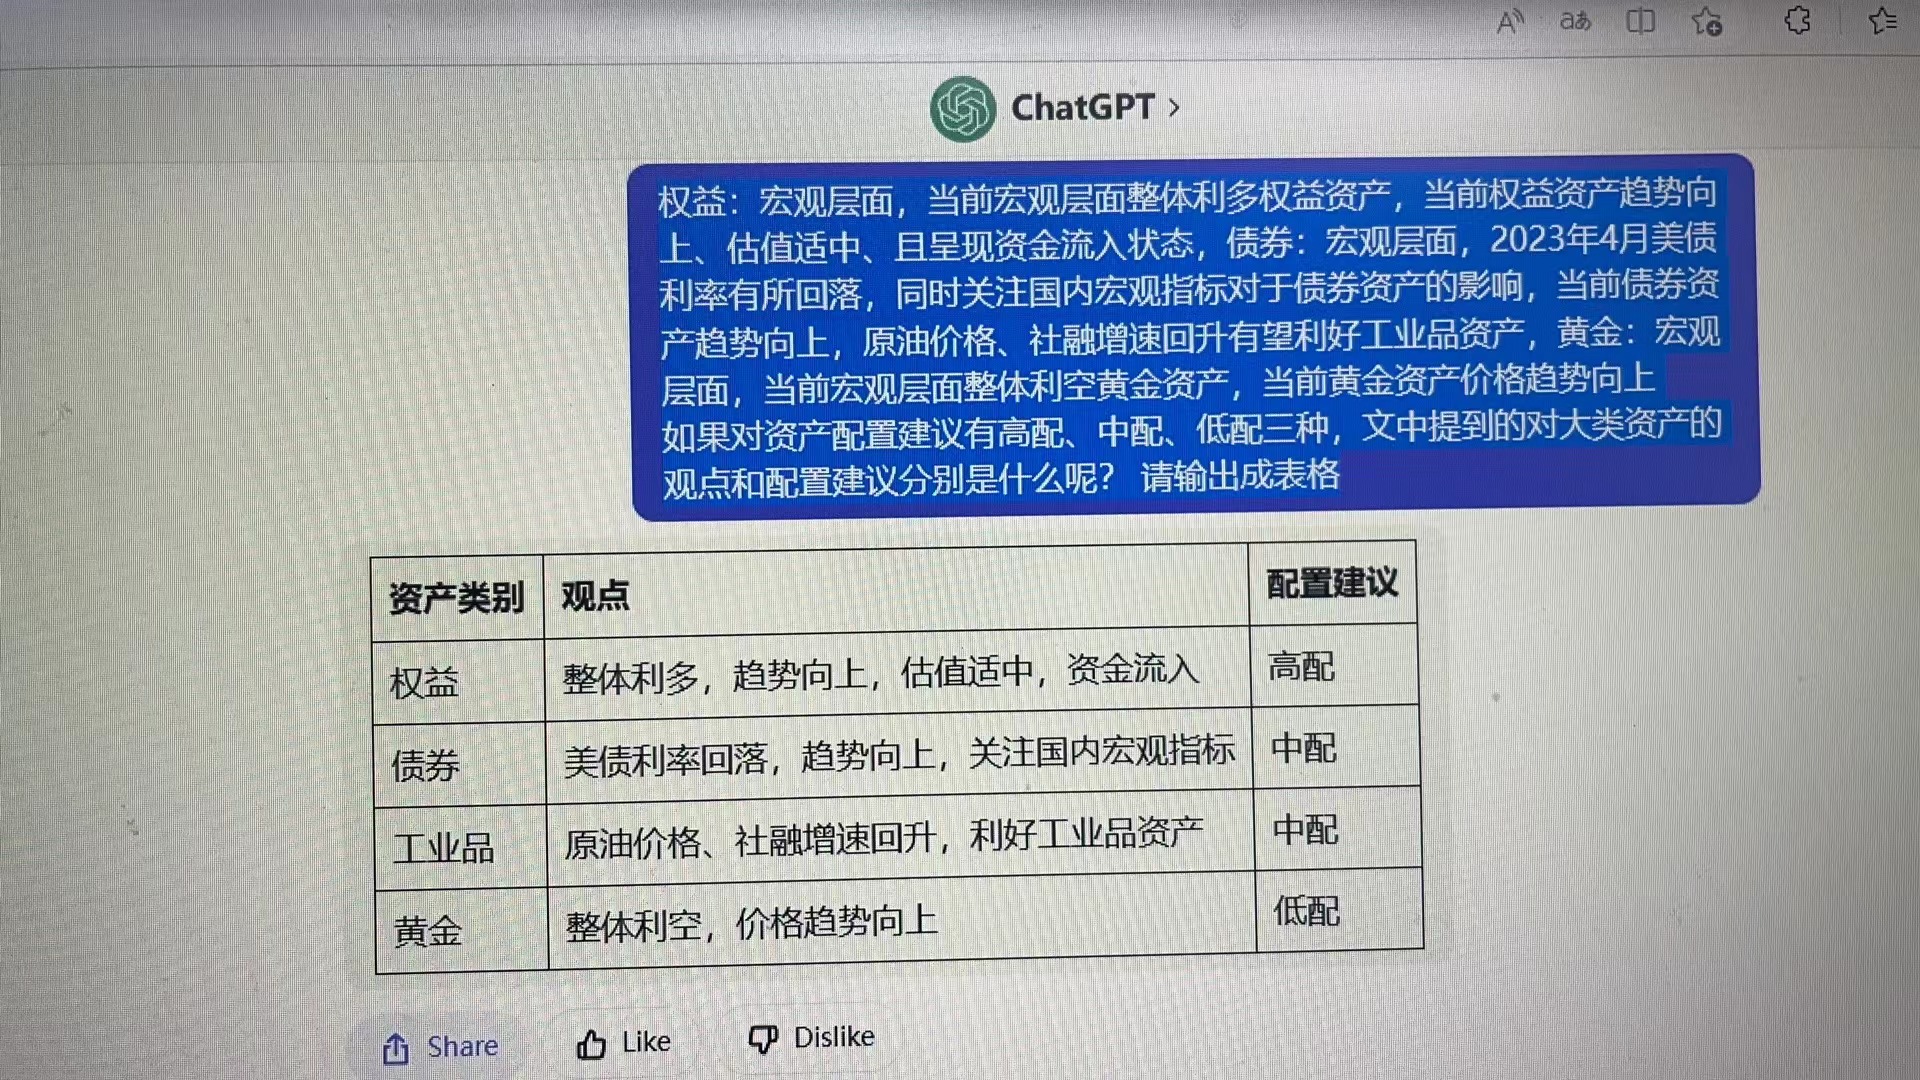 aあ
ChatGPT >
权益：宏观层面，当前宏观层面整体利多权益资产，当前权益资产趋势向
上、估值适中、且呈现资金流入状态，债券：宏观层面，2023年4月美债
利率有所回落，同时关注国内宏观指标对于债券资产的影响，当前债券资
产趋势向上，原油价格、社融增速回升有望利好工业品资产，黄金：宏观
层面，当前宏观层面整体利空黄金资产，当前黄金资产价格趋势向上
如果对资产配置建议有高配、中配、低配三种，文中提到的对大类资产的
观点和配置建议分别是什么呢？ 请输出成表格
资产类别 观点 配置建议
权益 整体利多，趋势向上，估值适中，资金流入 高配
债券 美债利率回落，趋势向上，关注国内宏观指标 中配
工业品 原油价格、社融增速回升，利好工业品资产 中配
黄金 整体利空，价格趋势向上 低配
Share Like Dislike